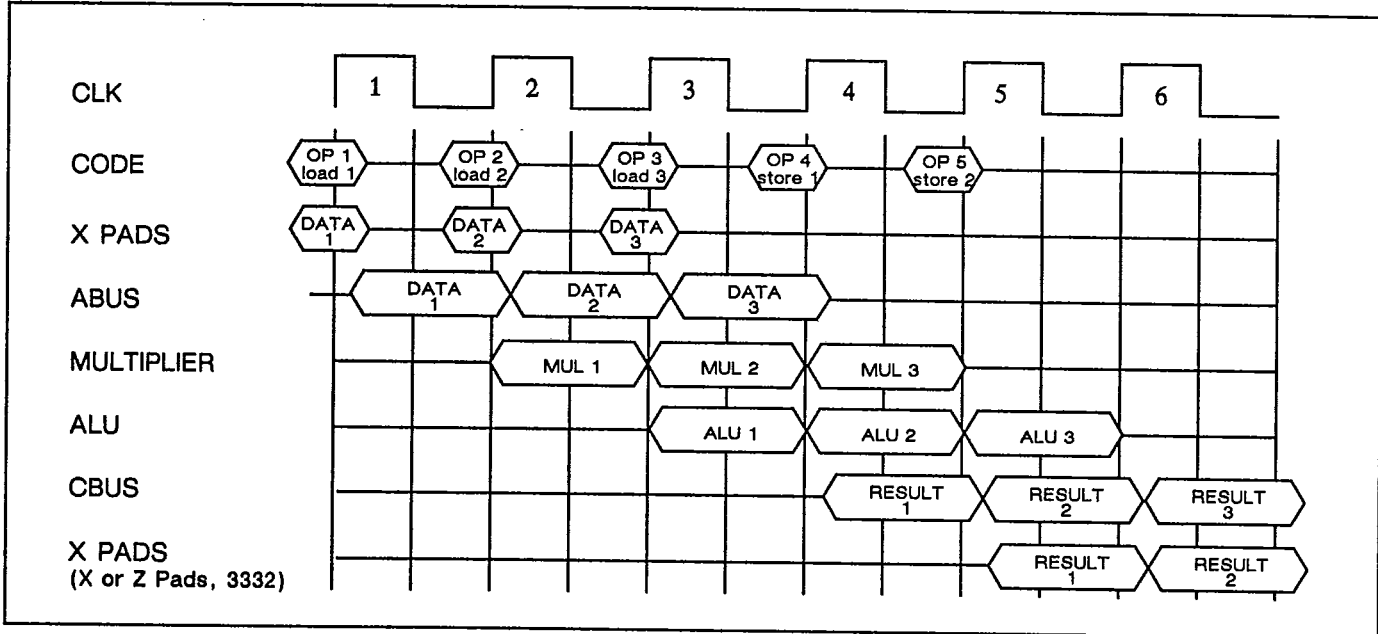 CLK 1 2 3 4 5 6
CODE OP 1 OP 2 OP 3 OP 4 OP 5
load 1 load 2 load 3 store 1 store 2
X PADS DATA DATA DATA
1 2 3
ABUS DATA DATA DATA
1 2 3
MULTIPLIER MUL 1 MUL 2 MUL 3
ALU ALU 1 ALU 2 ALU 3
CBUS RESULT RESULT RESULT
1 2 3
X PADS RESULT RESULT
(X or Z Pads, 3332) 1 2